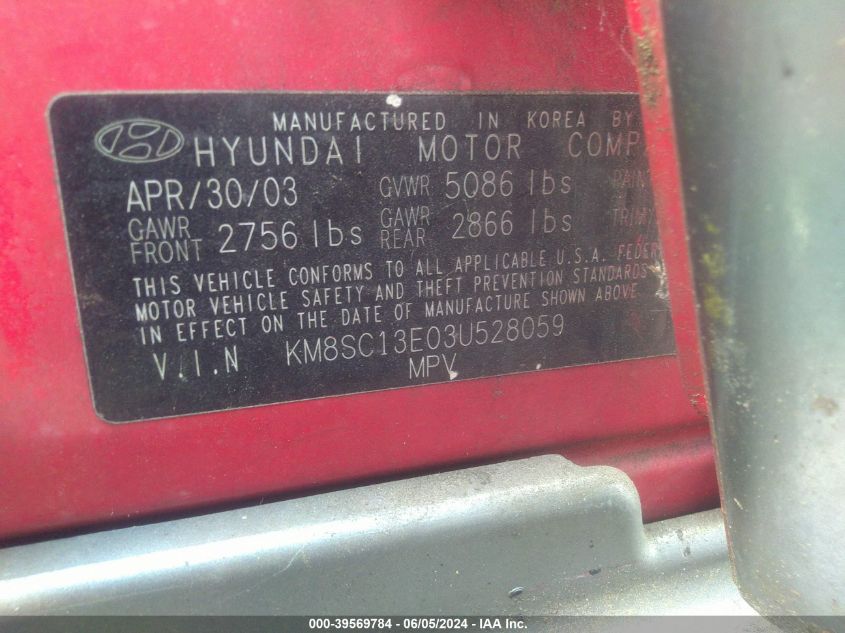 MANUFACTURED IN KOREA BY
HYUNDAI MOTOR COMP
APR/30/03 GVWR 5086 lbs PAIN
GAWR FRONT 2756 lbs GAWR REAR 2866 lbs TRIM
THIS VEHICLE CONFORMS TO ALL APPLICABLE U.S.A. FEDER
MOTOR VEHICLE SAFETY AND THEFT PREVENTION STANDARDS
IN EFFECT ON THE DATE OF MANUFACTURE SHOWN ABOVE
V.I.N KM8SC13E03U528059
MPV
000-39569784 - 06/05/2024 - IAA Inc.